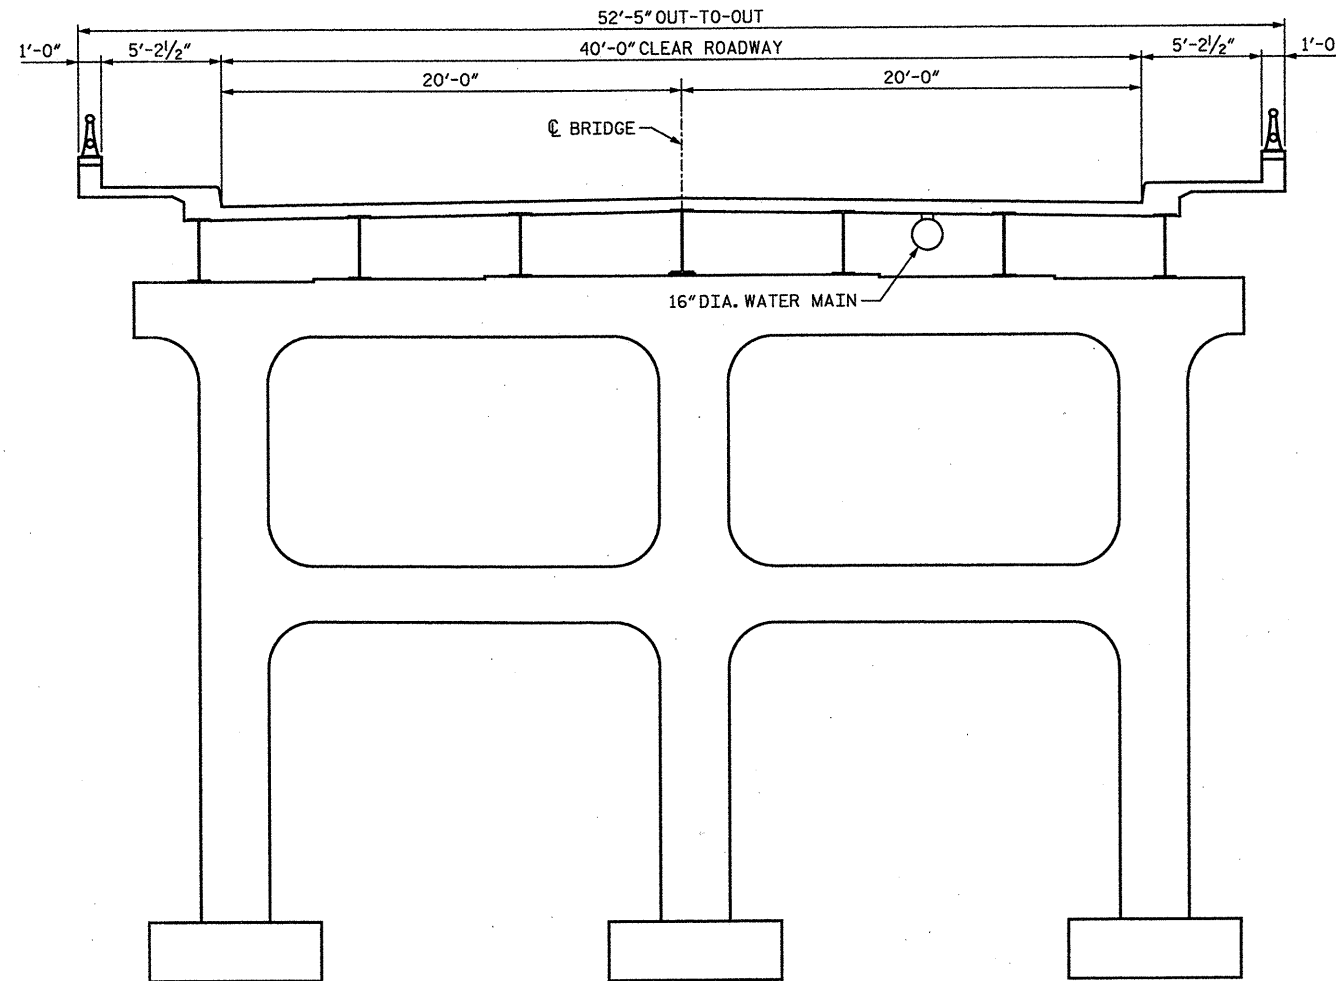 52'-5" OUT-TO-OUT
1'-0" 5'-2½" 40'-0" CLEAR ROADWAY 5'-2½" 1'-0
20'-0" 20'-0"
℄ BRIDGE
16" DIA. WATER MAIN